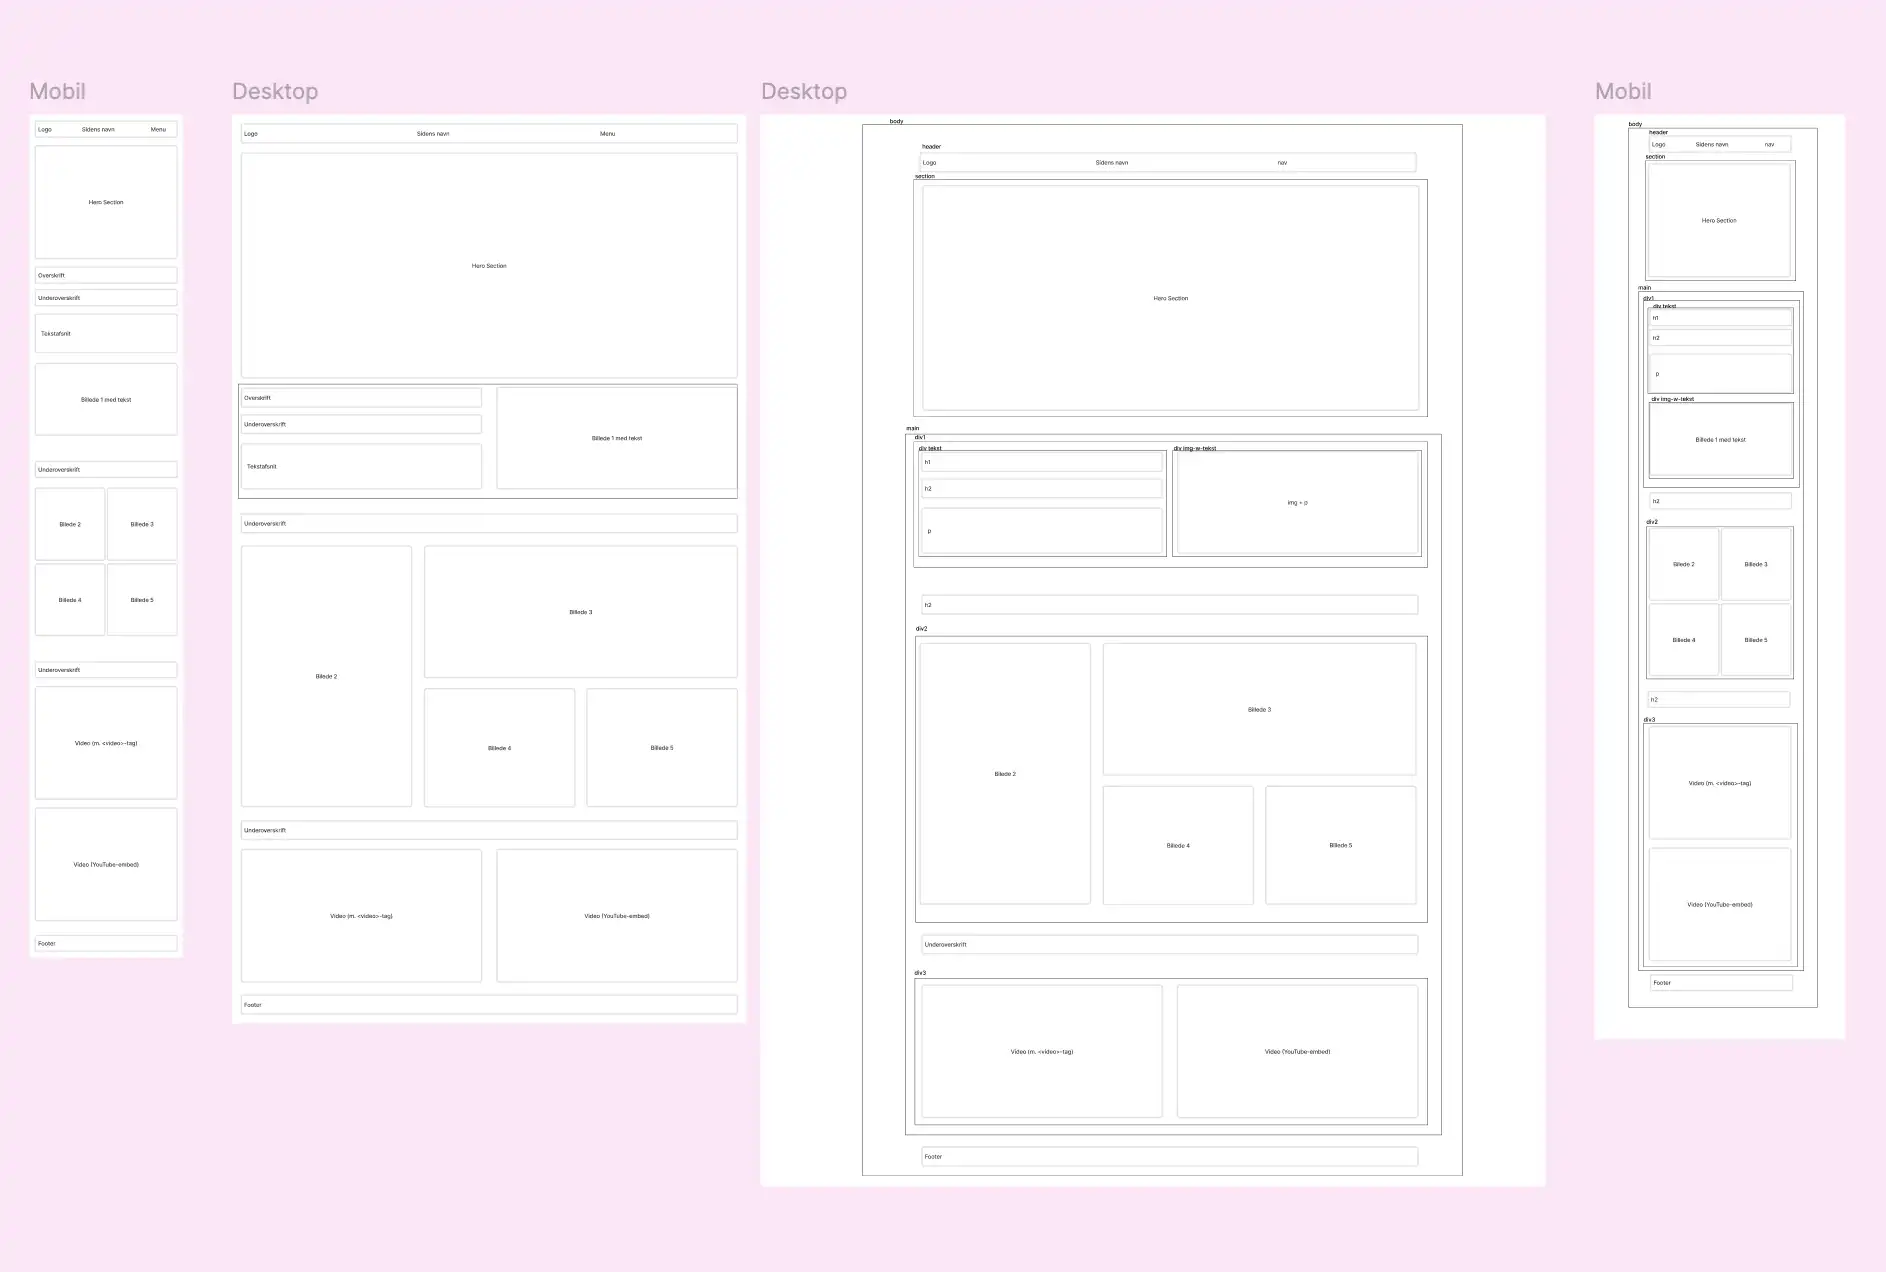 Mobil
Logo Sidens navn Menu
Hero Section
Overskrift
Underoverskrift
Tekstafsnit
Billede 1 med tekst
Underoverskrift
Billede 2 Billede 3
Billede 4 Billede 5
Underoverskrift
Video (m. <video>-tag)
Video (YouTube-embed)
Footer
Desktop
Logo Sidens navn Menu
Hero Section
Overskrift
Underoverskrift
Tekstafsnit
Billede 1 med tekst
Underoverskrift
Billede 2
Billede 3
Billede 4 Billede 5
Underoverskrift
Video (m. <video>-tag) Video (YouTube-embed)
Footer
Desktop
body
header
Logo Sidens navn nav
section
Hero Section
main
div1
div tekst
h1
h2
p
div img-w-tekst
img + p
h2
div2
Billede 2
Billede 3
Billede 4 Billede 5
Underoverskrift
div3
Video (m. <video>-tag) Video (YouTube-embed)
Footer
Mobil
body
header
Logo Sidens navn nav
section
Hero Section
main
div1
div tekst
h1
h2
p
div img-w-tekst
Billede 1 med tekst
h2
div2
Billede 2 Billede 3
Billede 4 Billede 5
h2
div3
Video (m. <video>-tag)
Video (YouTube-embed)
Footer